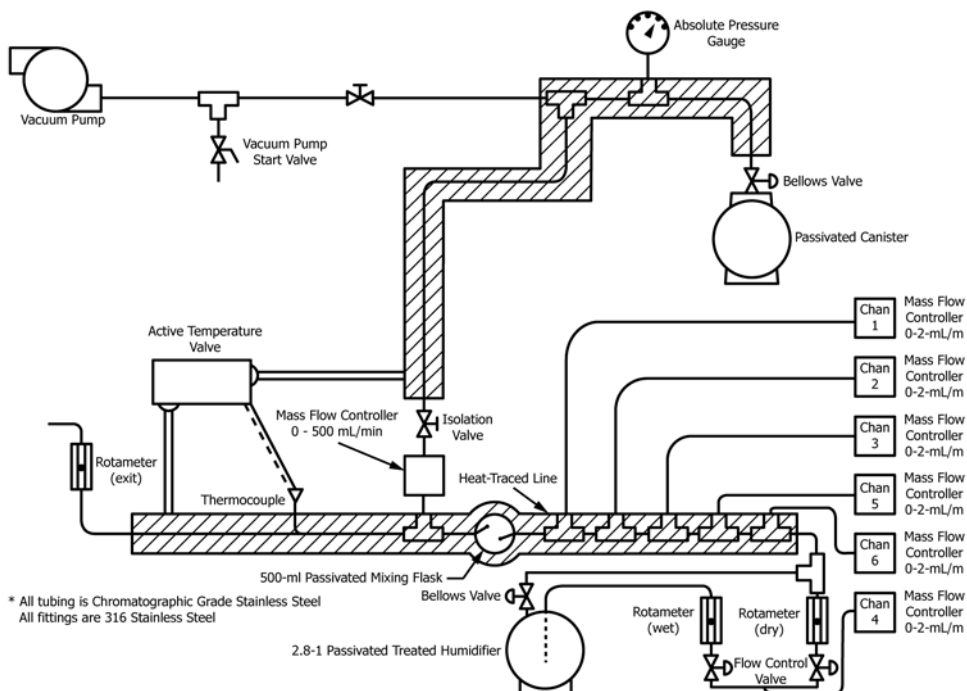 Absolute Pressure
Gauge
Vacuum Pump
Vacuum Pump
Start Valve
Bellows Valve
Passivated Canister
Active Temperature
Valve
Mass Flow Controller
0 - 500 mL/min
Isolation
Valve
Rotameter
(exit)
Thermocouple
Heat-Traced Line
Chan
1
Mass Flow
Controller
0-2-mL/m
Chan
2
Mass Flow
Controller
0-2-mL/m
Chan
3
Mass Flow
Controller
0-2-mL/m
Chan
5
Mass Flow
Controller
0-2-mL/m
Chan
6
Mass Flow
Controller
0-2-mL/m
Chan
4
Mass Flow
Controller
0-2-mL/m
500-ml Passivated Mixing Flask
Bellows Valve
* All tubing is Chromatographic Grade Stainless Steel
All fittings are 316 Stainless Steel
Rotameter
(wet)
Rotameter
(dry)
2.8-1 Passivated Treated Humidifier
Flow Control
Valve